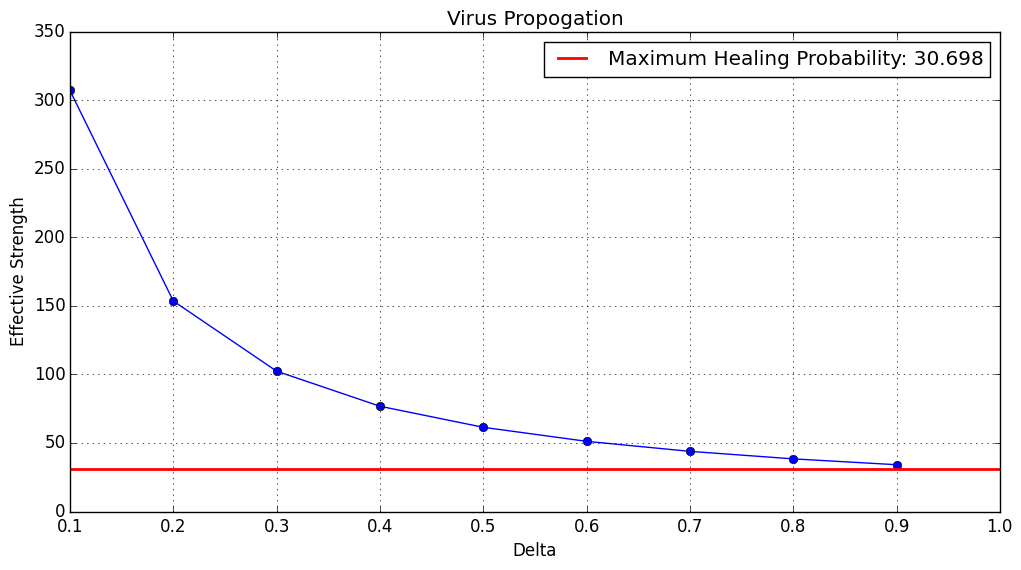 Virus Propogation
Maximum Healing Probability: 30.698
350
300
250
200
150
100
50
0
Effective Strength
0.1 0.2 0.3 0.4 0.5 0.6 0.7 0.8 0.9 1.0
Delta